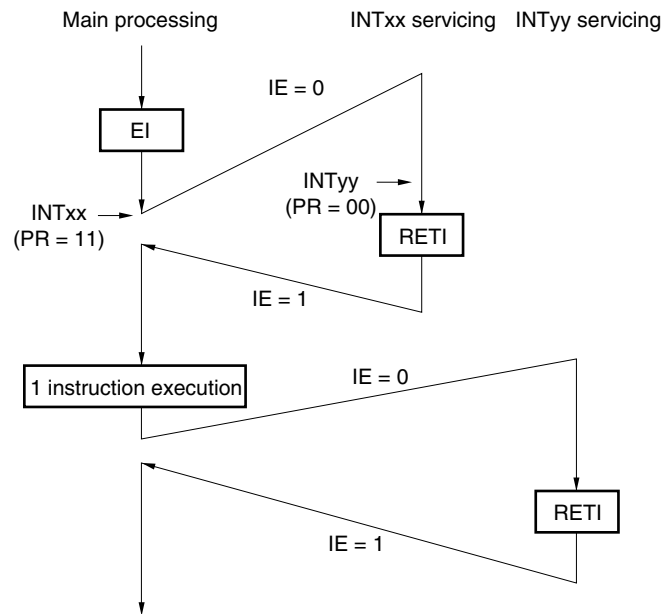 Main processing
INTxx servicing
INTyy servicing
IE = 0
EI
INTyy
(PR = 00)
INTxx
(PR = 11)
RETI
IE = 1
1 instruction execution
IE = 0
RETI
IE = 1